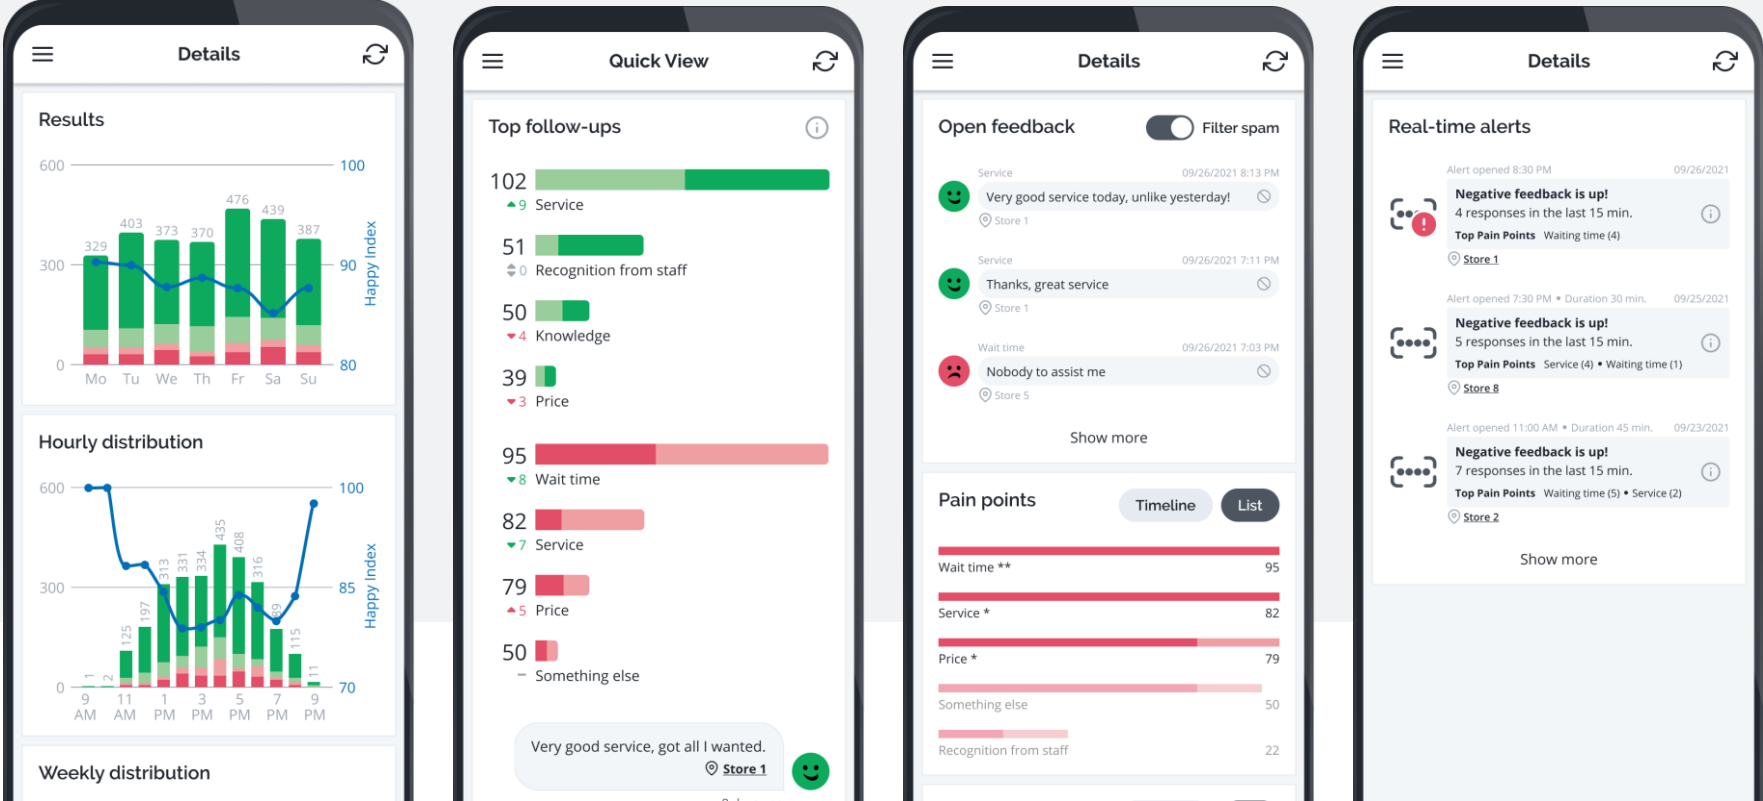 Details
Results
600
100
476
439
403
387
373
370
329
300
90
Happy Index
0
80
Mo Tu We Th Fr Sa Su
Hourly distribution
600
100
435
408
334
331
316
313
300
85
Happy Index
197
125
115
11
1
2
0
70
9 AM
11 AM
1 PM
3 PM
5 PM
7 PM
9 PM
Weekly distribution
Quick View
Top follow-ups
102
9 Service
51
0 Recognition from staff
50
4 Knowledge
39
3 Price
95
8 Wait time
82
7 Service
79
5 Price
50
– Something else
Very good service, got all I wanted.
Store 1
Details
Open feedback
Filter spam
Service 09/26/2021 8:13 PM
Very good service today, unlike yesterday!
Store 1
Service 09/26/2021 7:11 PM
Thanks, great service
Store 1
Wait time 09/26/2021 7:03 PM
Nobody to assist me
Store 5
Show more
Pain points
Timeline
List
Wait time ** 95
Service * 82
Price * 79
Something else 50
Recognition from staff 22
Details
Real-time alerts
Alert opened 8:30 PM 09/26/2021
Negative feedback is up!
4 responses in the last 15 min.
Top Pain Points Waiting time (4)
Store 1
Alert opened 7:30 PM • Duration 30 min. 09/25/2021
Negative feedback is up!
5 responses in the last 15 min.
Top Pain Points Service (4) • Waiting time (1)
Store 8
Alert opened 11:00 AM • Duration 45 min. 09/23/2021
Negative feedback is up!
7 responses in the last 15 min.
Top Pain Points Waiting time (5) • Service (2)
Store 2
Show more